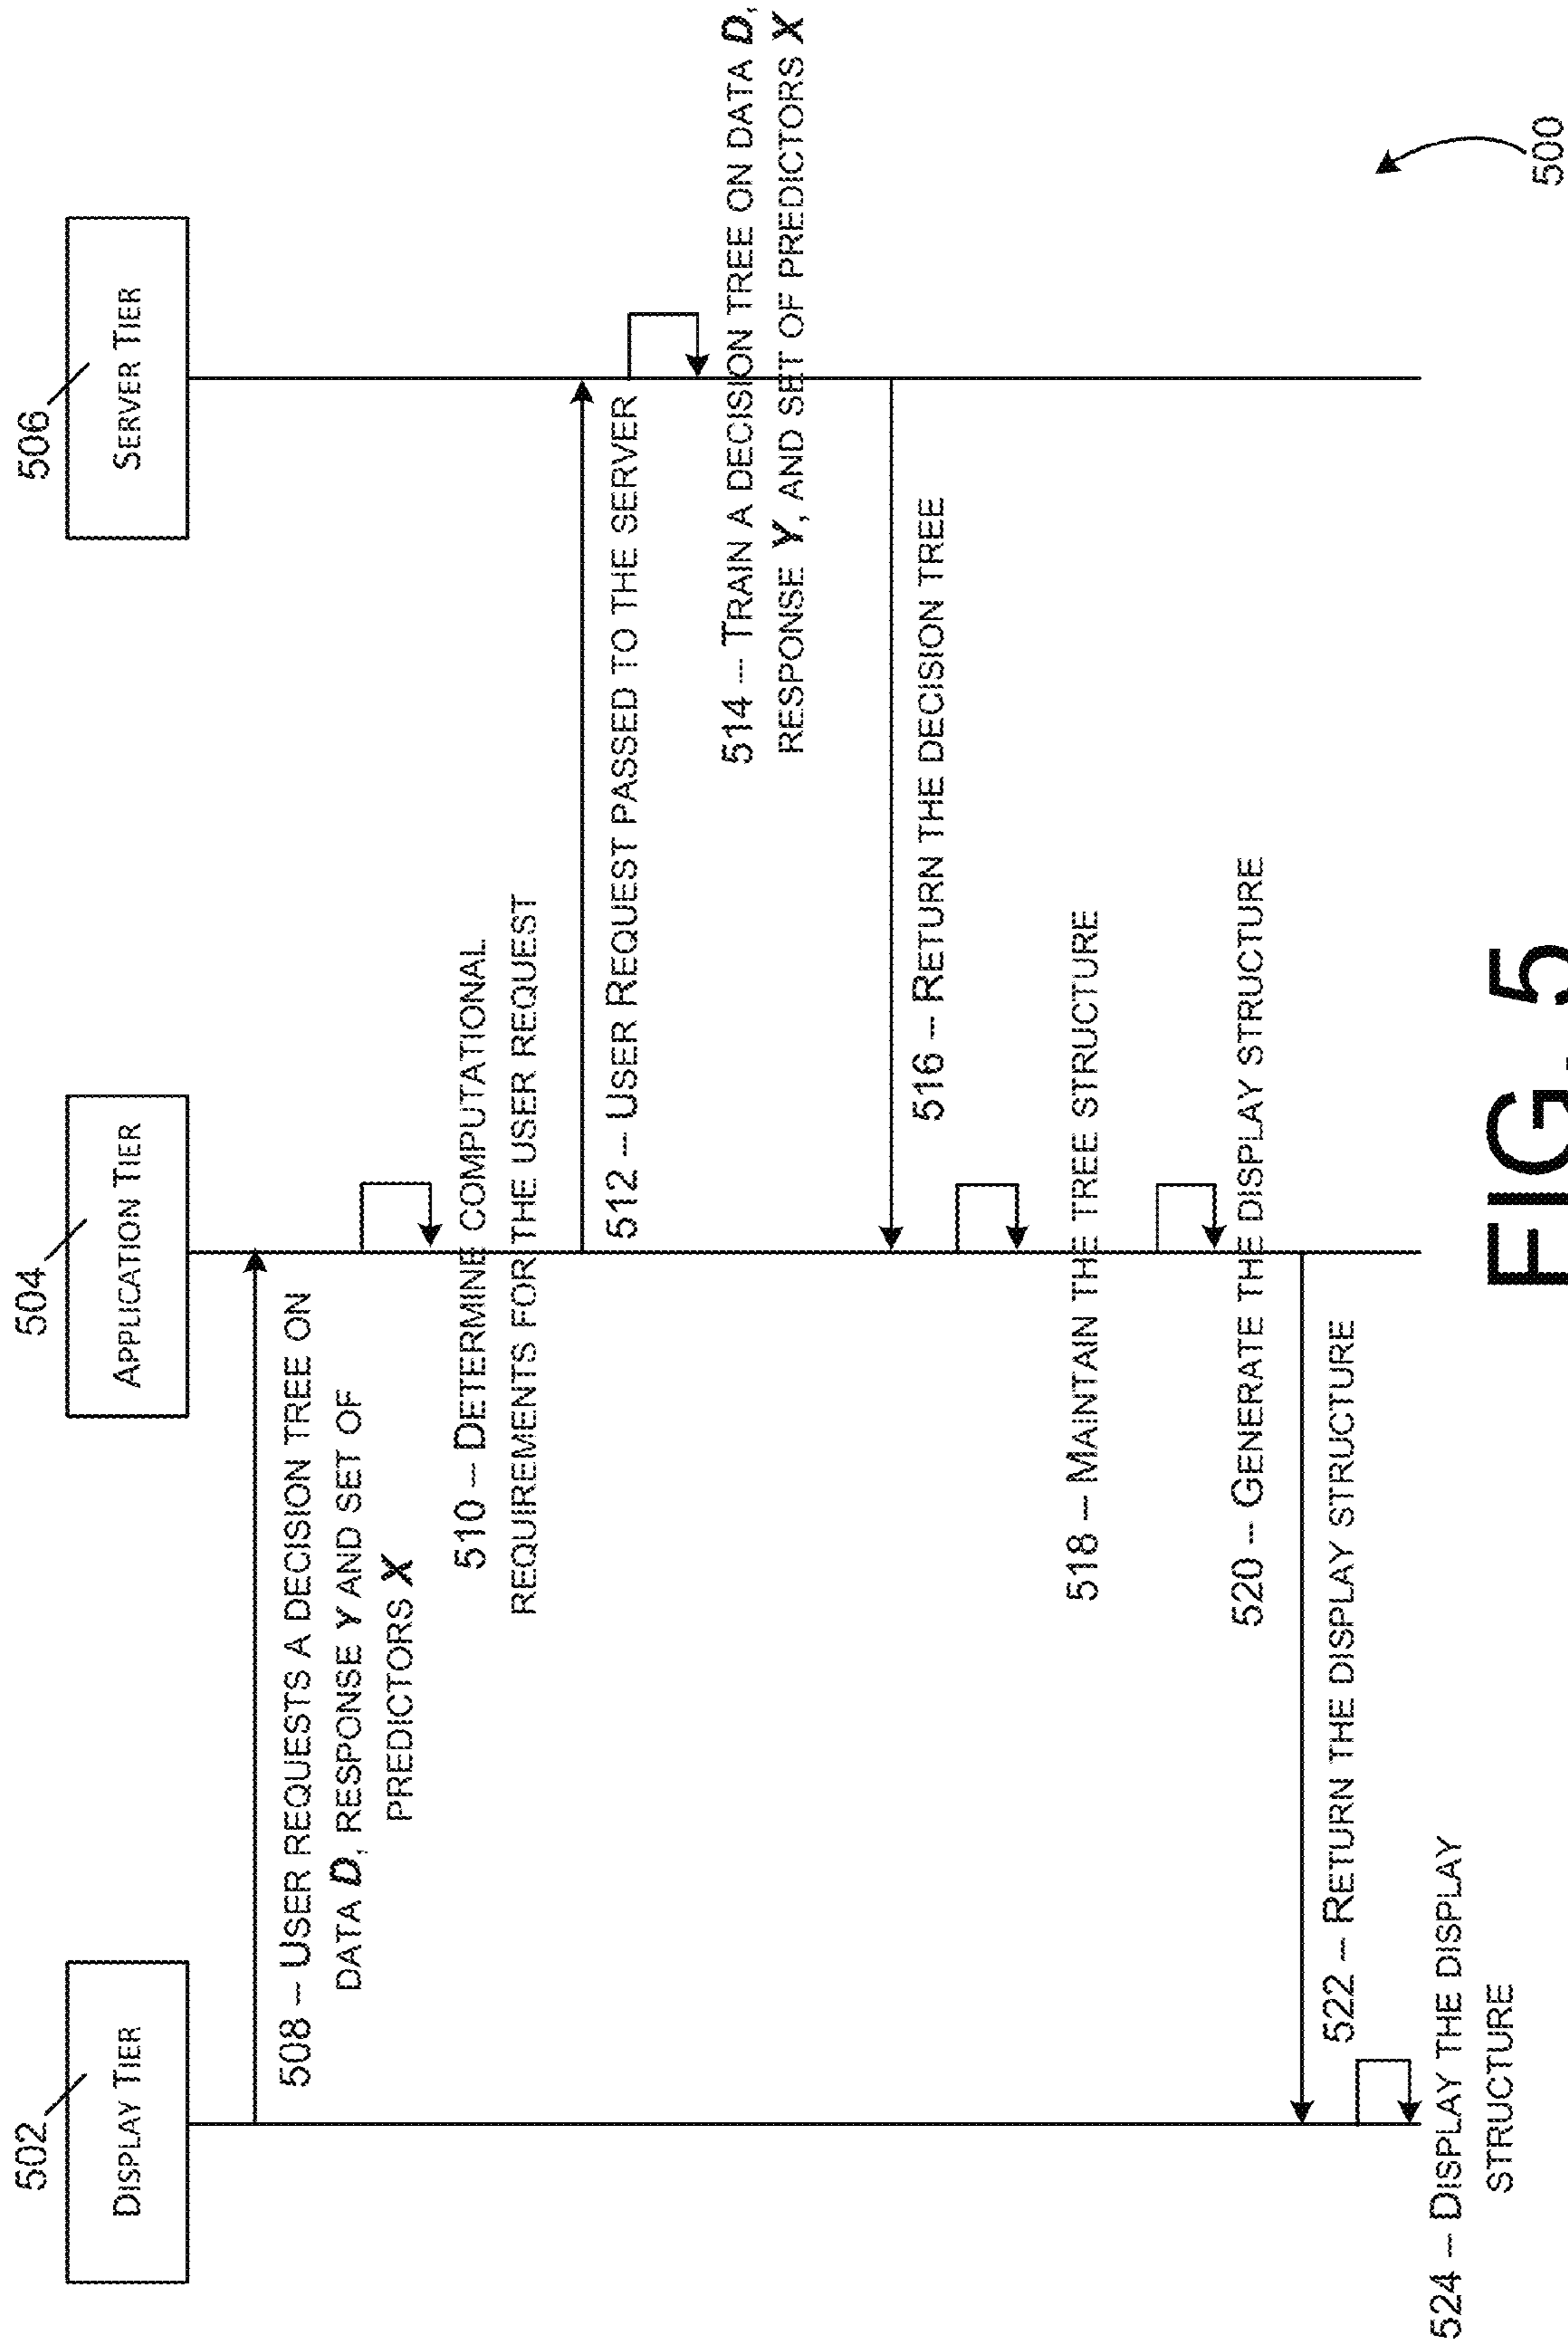 502
DISPLAY TIER
504
APPLICATION TIER
506
SERVER TIER
508 – USER REQUESTS A DECISION TREE ON
DATA D, RESPONSE Y AND SET OF
PREDICTORS X
510 – DETERMINE COMPUTATIONAL
REQUIREMENTS FOR THE USER REQUEST
512 – USER REQUEST PASSED TO THE SERVER
514 – TRAIN A DECISION TREE ON DATA D,
RESPONSE Y, AND SET OF PREDICTORS X
516 – RETURN THE DECISION TREE
518 – MAINTAIN THE TREE STRUCTURE
520 – GENERATE THE DISPLAY STRUCTURE
522 – RETURN THE DISPLAY STRUCTURE
524 – DISPLAY THE DISPLAY
STRUCTURE
500
FIG. 5